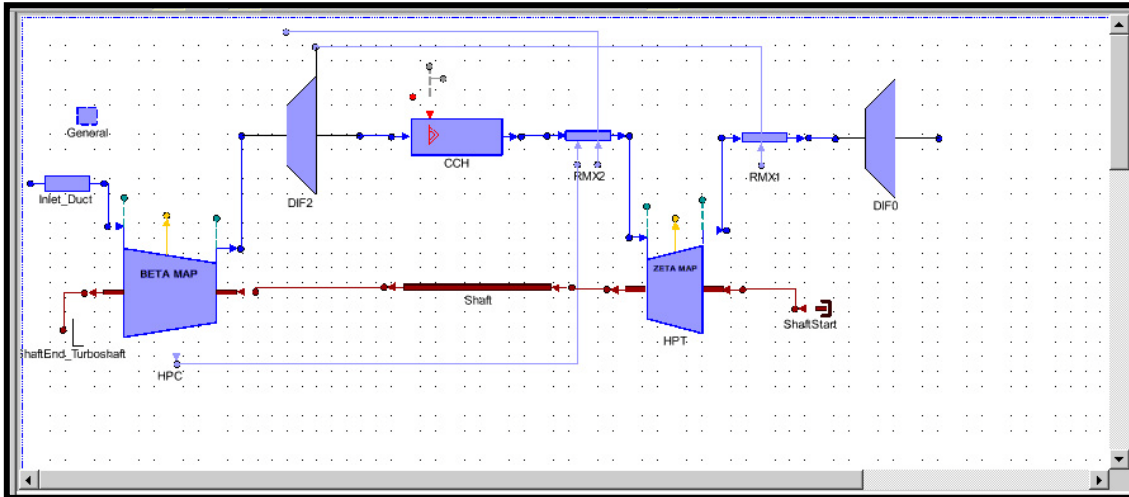 General
CCH
RMX2
RMX1
Inlet_Duct
DIF2
DIF0
BETA MAP
ZETA MAP
Shaft
ShaftStart
HPT
haftEnd_Turboshaft
HPC